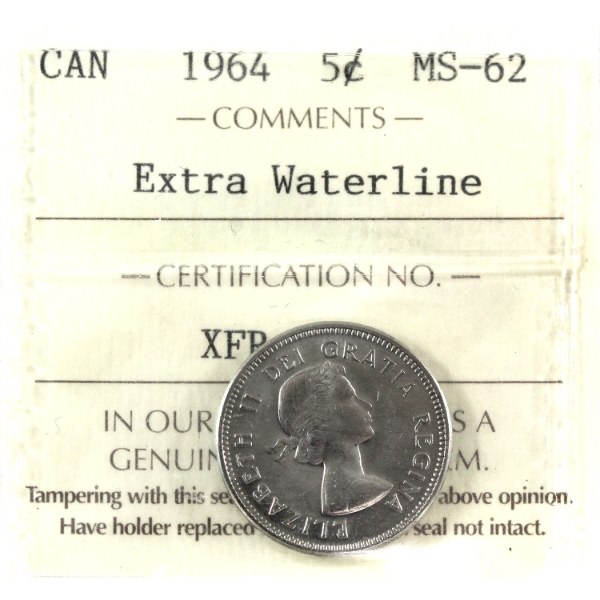 CAN 1964 5¢ MS-62
— COMMENTS —
Extra Waterline
— CERTIFICATION NO. —
XF
IN OUR S A
GENUIN M.
Tampering with this se above opinion.
Have holder replaced seal not intact.
ELIZABETH II DEI GRATIA REGINA